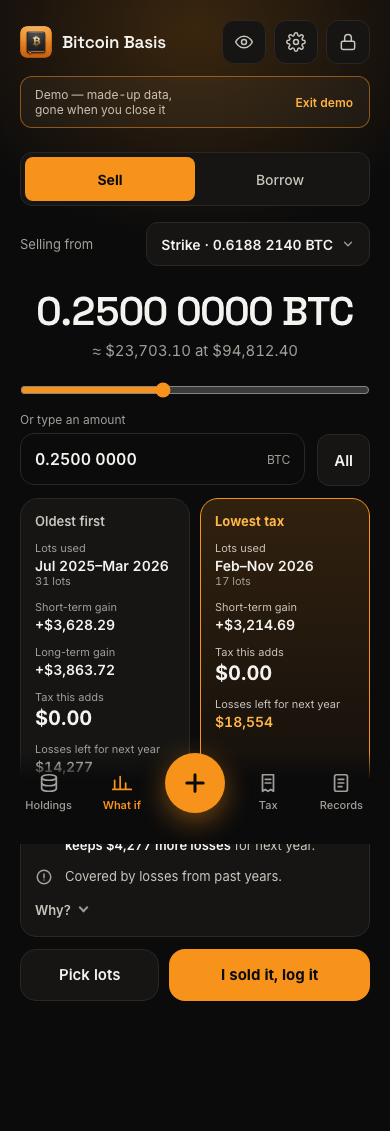 Bitcoin Basis
Demo — made-up data,
gone when you close it
Exit demo
Sell
Borrow
Selling from
Strike · 0.6188 2140 BTC
0.2500 0000 BTC
≈ $23,703.10 at $94,812.40
Or type an amount
0.2500 0000
BTC
All
Oldest first
Lots used
Jul 2025–Mar 2026
31 lots
Short-term gain
+$3,628.29
Long-term gain
+$3,863.72
Tax this adds
$0.00
Losses left for next year
$14,277
Lowest tax
Lots used
Feb–Nov 2026
17 lots
Short-term gain
+$3,214.69
Tax this adds
$0.00
Losses left for next year
$18,554
Holdings
What if
Tax
Records
keeps $4,277 more losses for next year.
Covered by losses from past years.
Why?
Pick lots
I sold it, log it